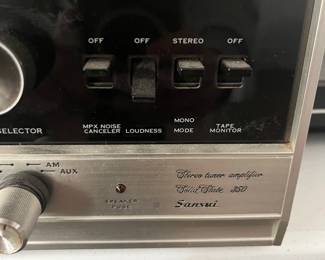 OFF OFF STEREO OFF
MPX NOISE CANCELER LOUDNESS MONO MODE TAPE MONITOR
SELECTOR
AM
AUX
SPEAKER FUSE
Stereo tuner amplifier
Solid State 350
Sansui